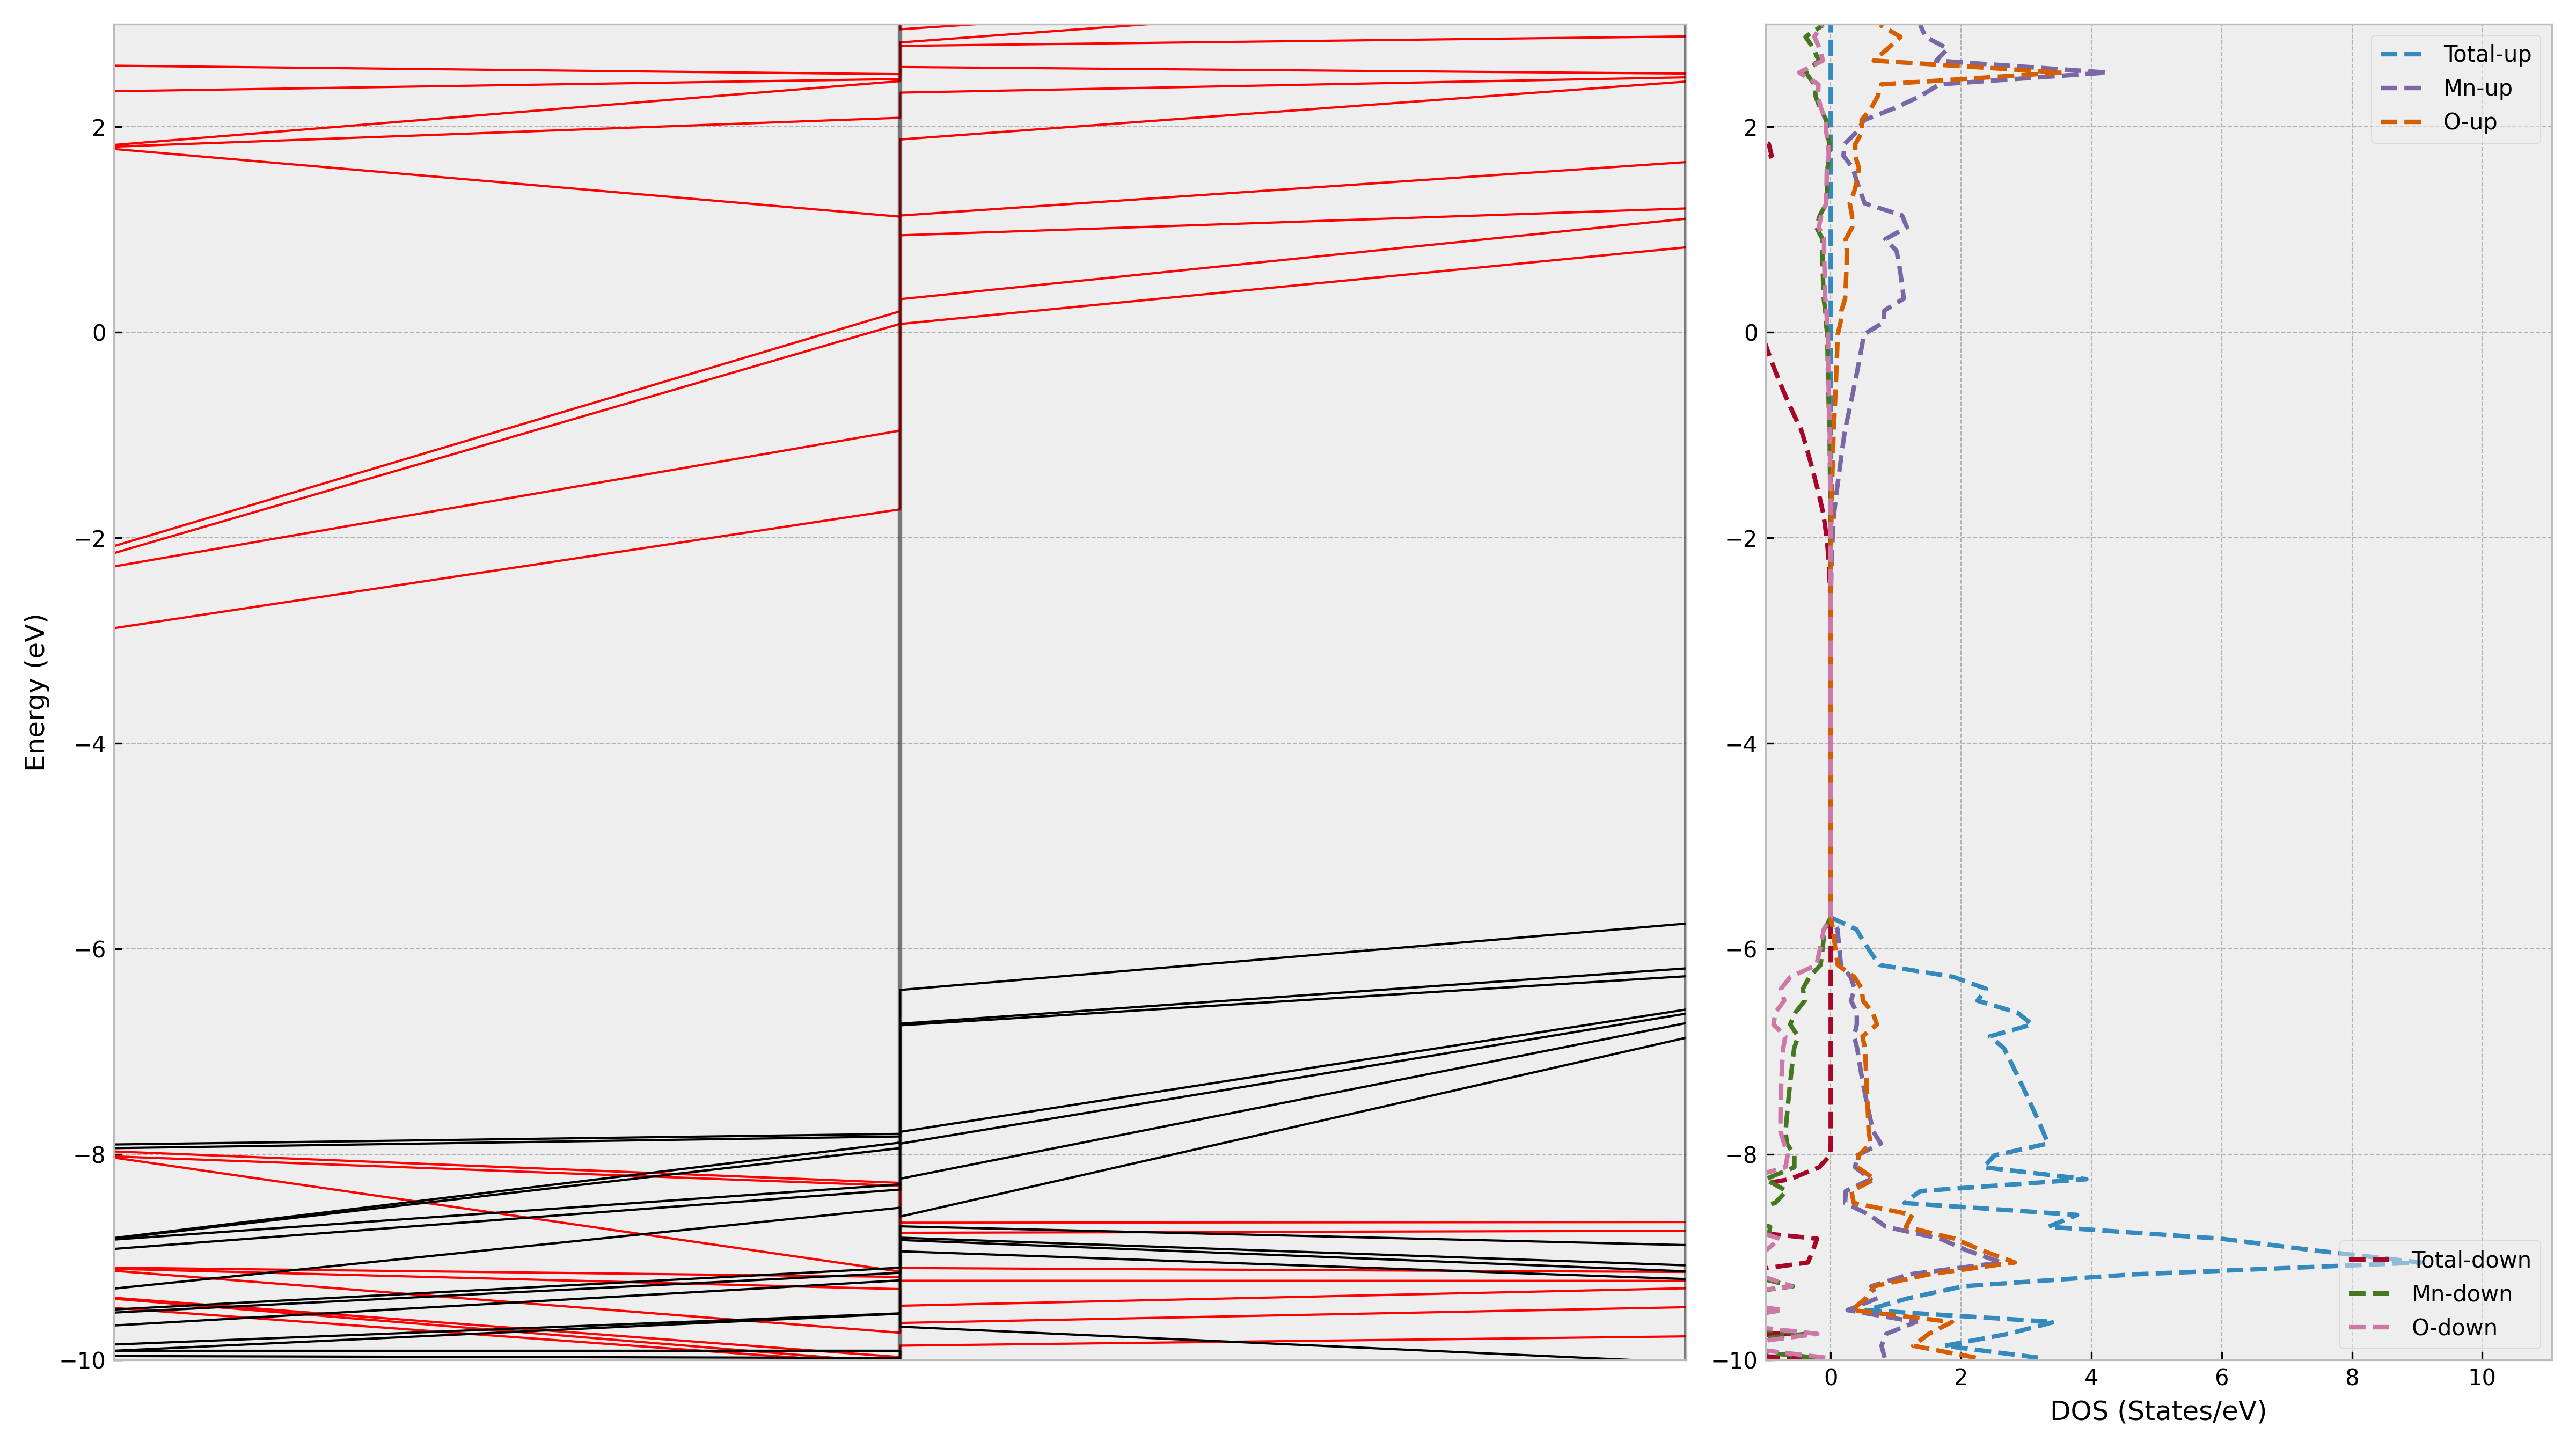 Energy (eV)
2
0
−2
−4
−6
−8
−10
2
0
−2
−4
−6
−8
−10
Total-up
Mn-up
O-up
Total-down
Mn-down
O-down
0 2 4 6 8 10
DOS (States/eV)